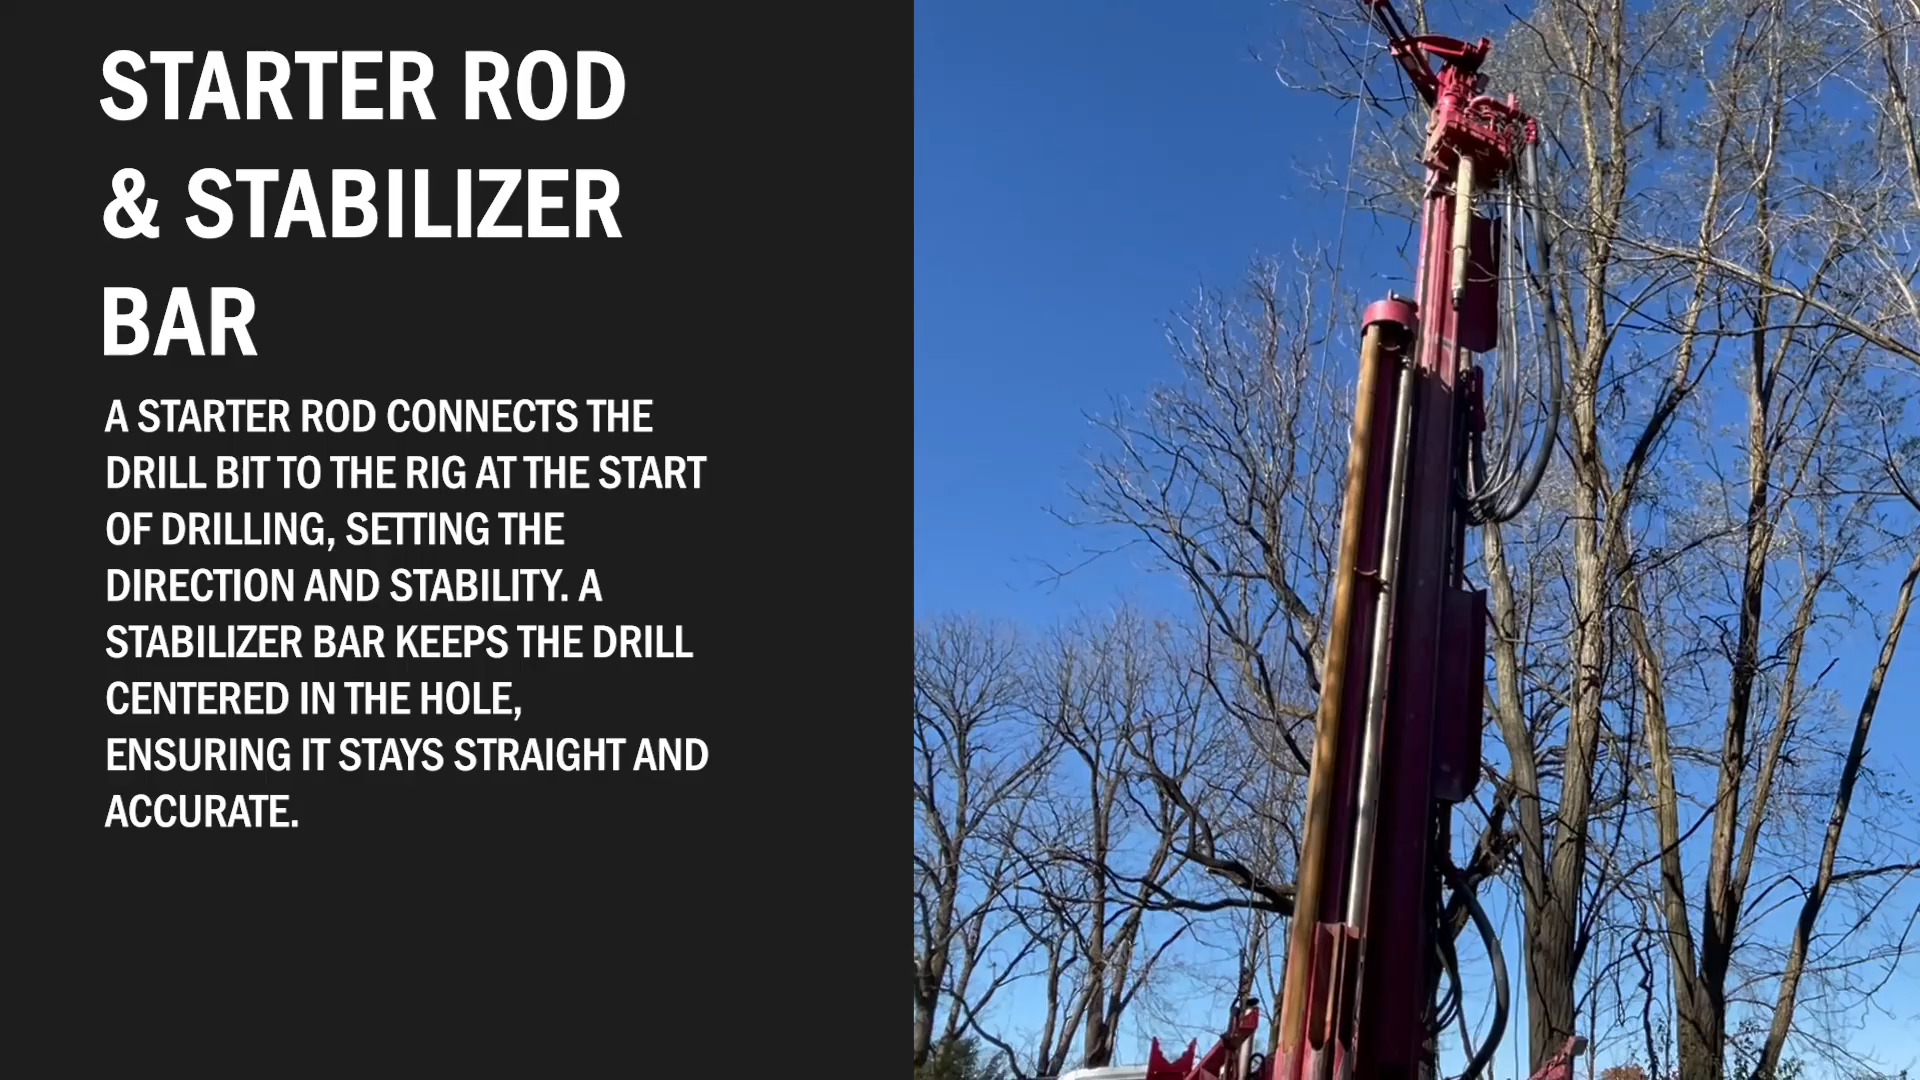 STARTER ROD
& STABILIZER
BAR
A STARTER ROD CONNECTS THE
DRILL BIT TO THE RIG AT THE START
OF DRILLING, SETTING THE
DIRECTION AND STABILITY. A
STABILIZER BAR KEEPS THE DRILL
CENTERED IN THE HOLE,
ENSURING IT STAYS STRAIGHT AND
ACCURATE.